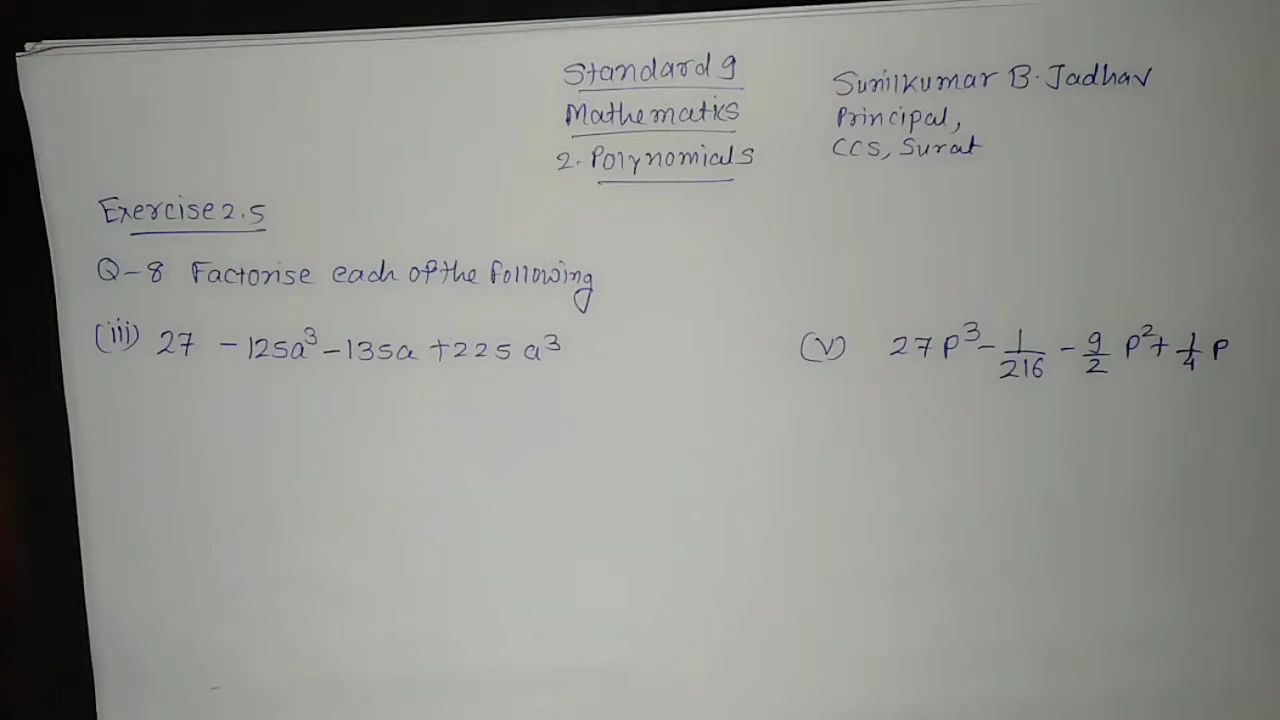 Standard 9
Mathematics
2. Polynomials
Sunilkumar B. Jadhav
Principal,
CCS, Surat
Exercise 2.5
Q-8 Factorise each of the following
(iii) 27 - 125a³ - 135a + 225a³
(v) 27p³ - 1/216 - 9/2 p² + 1/4 p